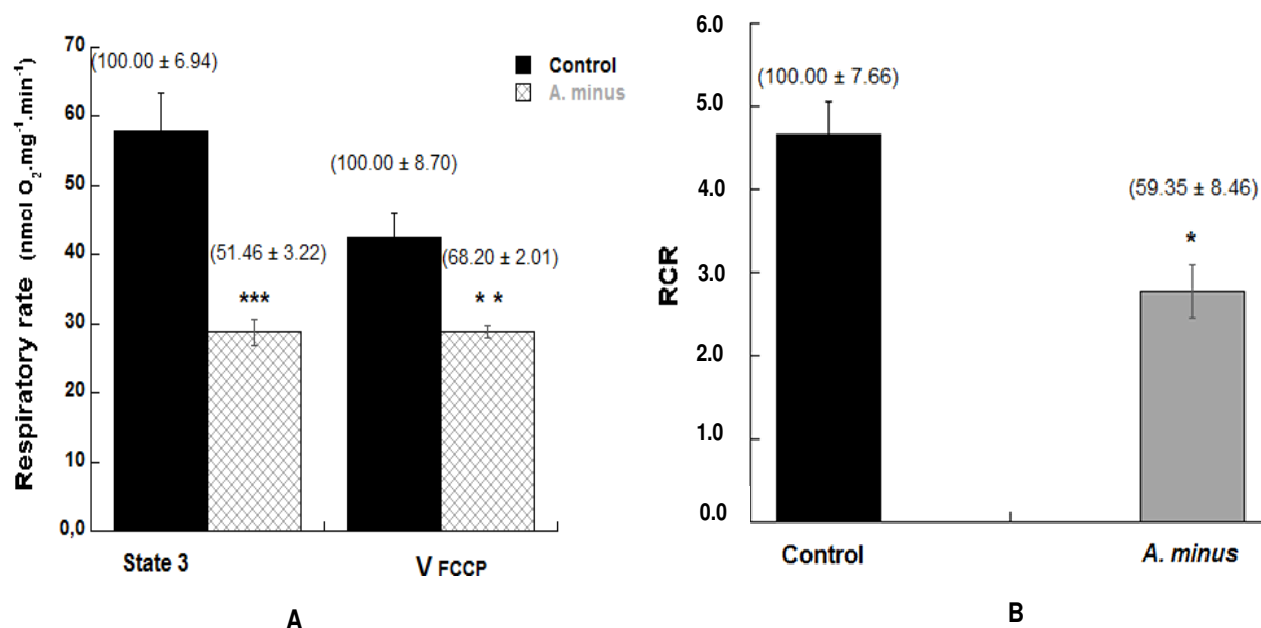 Respiratory rate (nmol O₂.mg⁻¹.min⁻¹)
70
60
50
40
30
20
10
0,0
(100.00 ± 6.94)
(51.46 ± 3.22)
***
(100.00 ± 8.70)
(68.20 ± 2.01)
* *
Control
A. minus
State 3
V FCCP
A
RCR
6.0
5.0
4.0
3.0
2.0
1.0
0.0
(100.00 ± 7.66)
(59.35 ± 8.46)
*
Control
A. minus
B